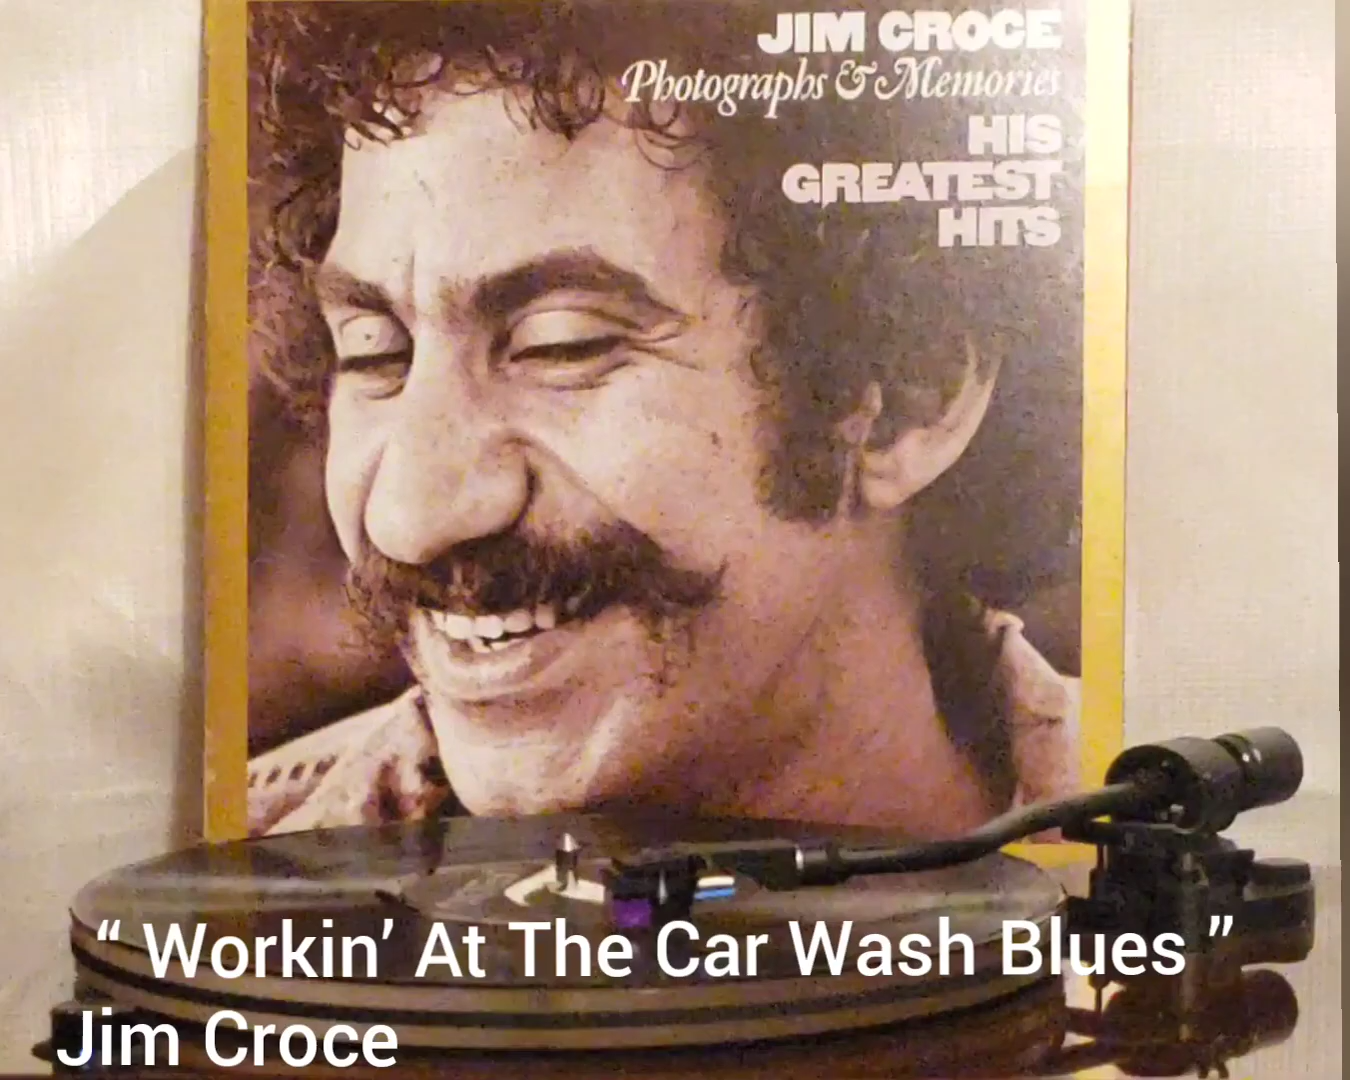 JIM CROCE
Photographs & Memories
HIS
GREATEST
HITS
“ Workin’ At The Car Wash Blues ”
Jim Croce